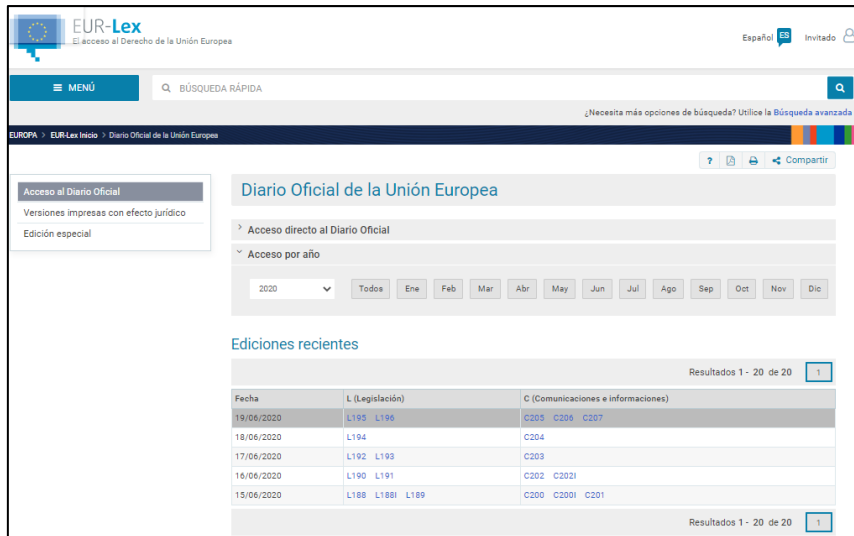 EUR-Lex
El acceso al Derecho de la Unión Europea
Español ES Invitado
≡ MENÚ BÚSQUEDA RÁPIDA
¿Necesita más opciones de búsqueda? Utilice la Búsqueda avanzada
EUROPA > EUR-Lex Inicio > Diario Oficial de la Unión Europea
? Compartir
Acceso al Diario Oficial
Versiones impresas con efecto jurídico
Edición especial
Diario Oficial de la Unión Europea
> Acceso directo al Diario Oficial
Acceso por año
2020 Todos Ene Feb Mar Abr May Jun Jul Ago Sep Oct Nov Dic
Ediciones recientes
Resultados 1 - 20 de 20 1
Fecha L (Legislación) C (Comunicaciones e informaciones)
19/06/2020 L195 L196 C205 C206 C207
18/06/2020 L194 C204
17/06/2020 L192 L193 C203
16/06/2020 L190 L191 C202 C202I
15/06/2020 L188 L188I L189 C200 C200I C201
Resultados 1 - 20 de 20 1